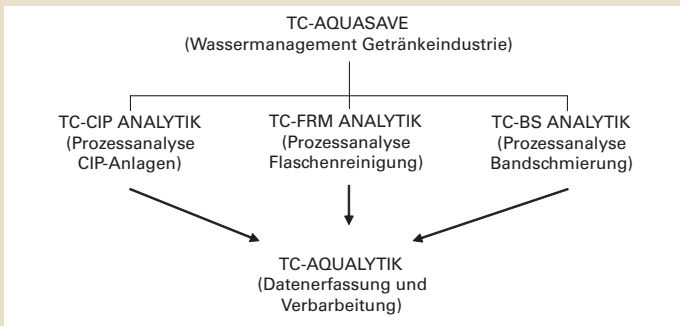 TC-AQUASAVE
(Wassermanagement Getränkeindustrie)
TC-CIP ANALYTIK
(Prozessanalyse
CIP-Anlagen)
TC-FRM ANALYTIK
(Prozessanalyse
Flaschenreinigung)
TC-BS ANALYTIK
(Prozessanalyse
Bandschmierung)
TC-AQUALYTIK
(Datenerfassung und
Verbarbeitung)